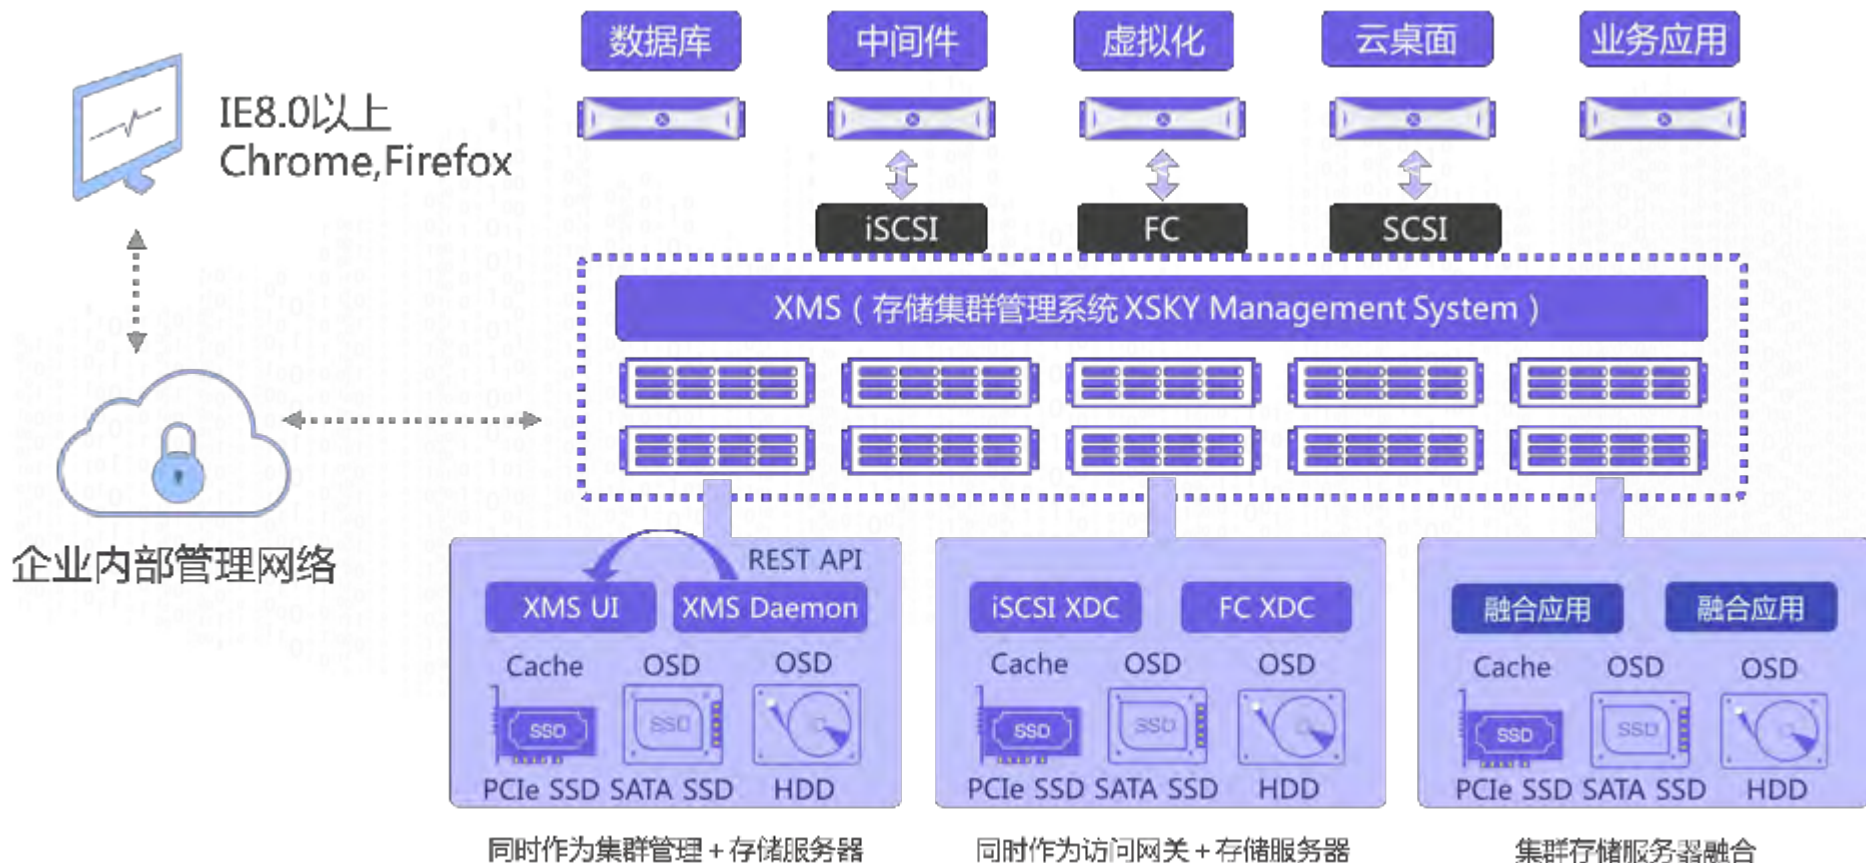 数据库
中间件
虚拟化
云桌面
业务应用
IE8.0以上
Chrome,Firefox
iSCSI
FC
SCSI
XMS（存储集群管理系统 XSKY Management System）
企业内部管理网络
REST API
XMS UI
XMS Daemon
Cache
OSD
OSD
SSD
SSD
PCIe SSD
SATA SSD
HDD
同时作为集群管理+存储服务器
iSCSI XDC
FC XDC
Cache
OSD
OSD
SSD
SSD
PCIe SSD
SATA SSD
HDD
同时作为访问网关+存储服务器
融合应用
融合应用
Cache
OSD
OSD
SSD
SSD
PCIe SSD
SATA SSD
HDD
集群存储服务器融合